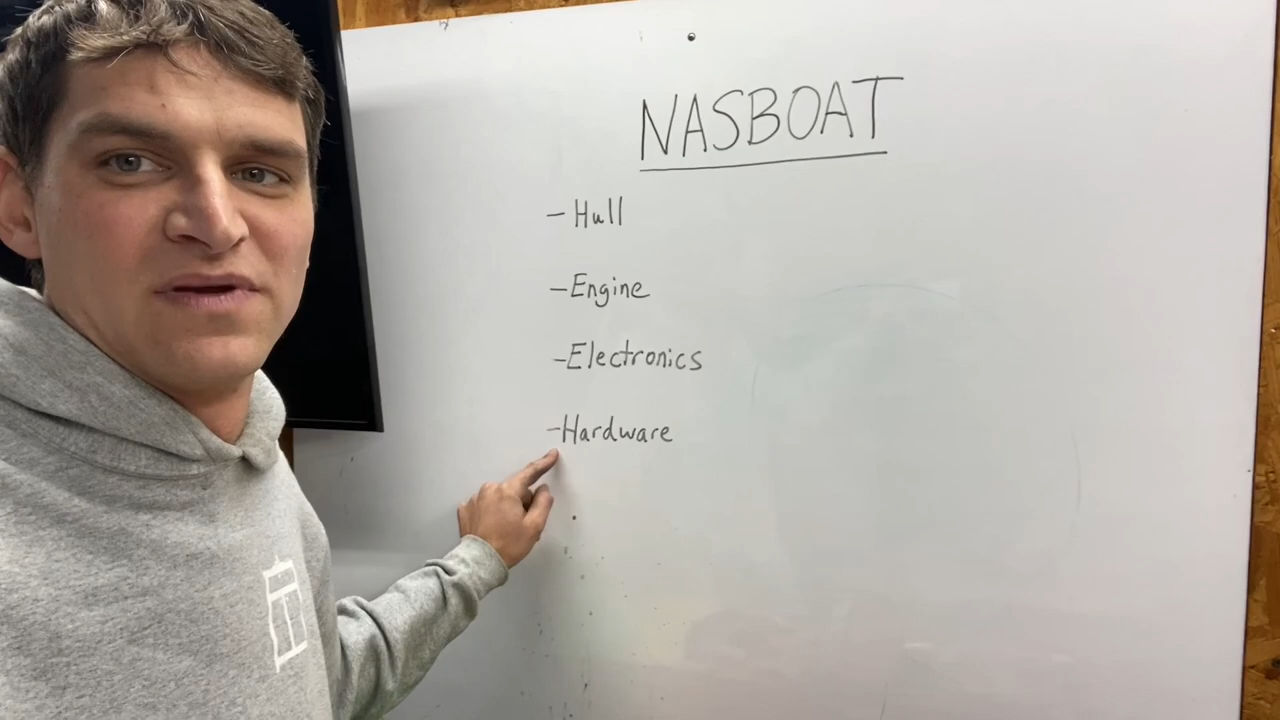 NASBOAT
- Hull
- Engine
- Electronics
- Hardware